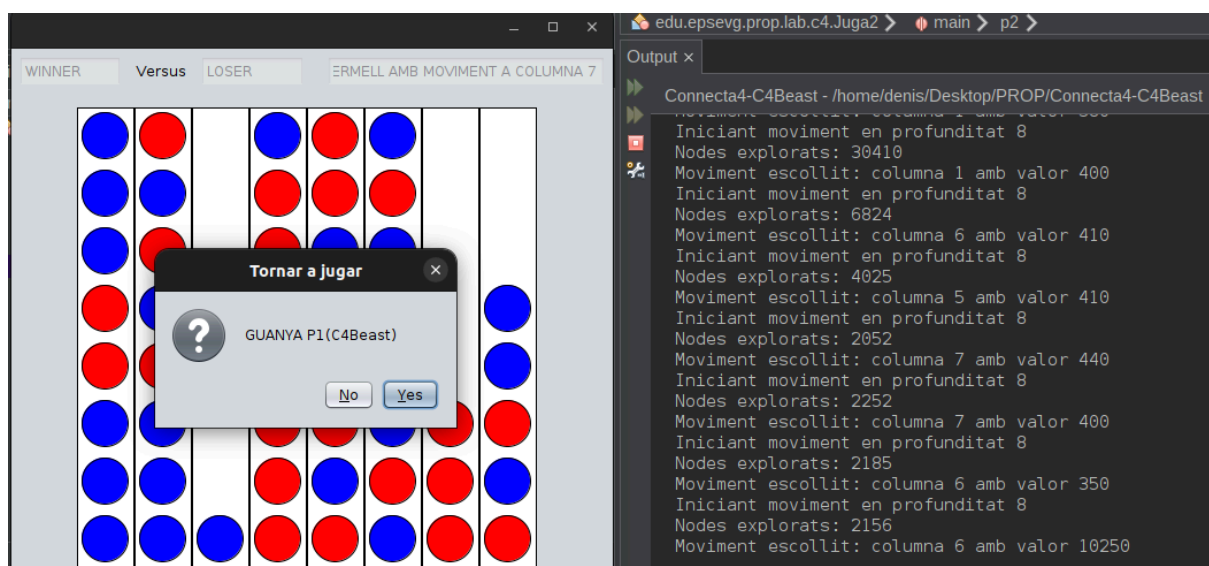 WINNER Versus LOSER ERMELL AMB MOVIMENT A COLUMNA 7
Tornar a jugar
GUANYA P1(C4Beast)
No Yes
edu.epsevg.prop.lab.c4.Juga2 main p2
Output
Connecta4-C4Beast - /home/denis/Desktop/PROP/Connecta4-C4Beast
Iniciant moviment en profunditat 8
Nodes explorats: 30410
Moviment escollit: columna 1 amb valor 400
Iniciant moviment en profunditat 8
Nodes explorats: 6824
Moviment escollit: columna 6 amb valor 410
Iniciant moviment en profunditat 8
Nodes explorats: 4025
Moviment escollit: columna 5 amb valor 410
Iniciant moviment en profunditat 8
Nodes explorats: 2052
Moviment escollit: columna 7 amb valor 440
Iniciant moviment en profunditat 8
Nodes explorats: 2252
Moviment escollit: columna 7 amb valor 400
Iniciant moviment en profunditat 8
Nodes explorats: 2185
Moviment escollit: columna 6 amb valor 350
Iniciant moviment en profunditat 8
Nodes explorats: 2156
Moviment escollit: columna 6 amb valor 10250